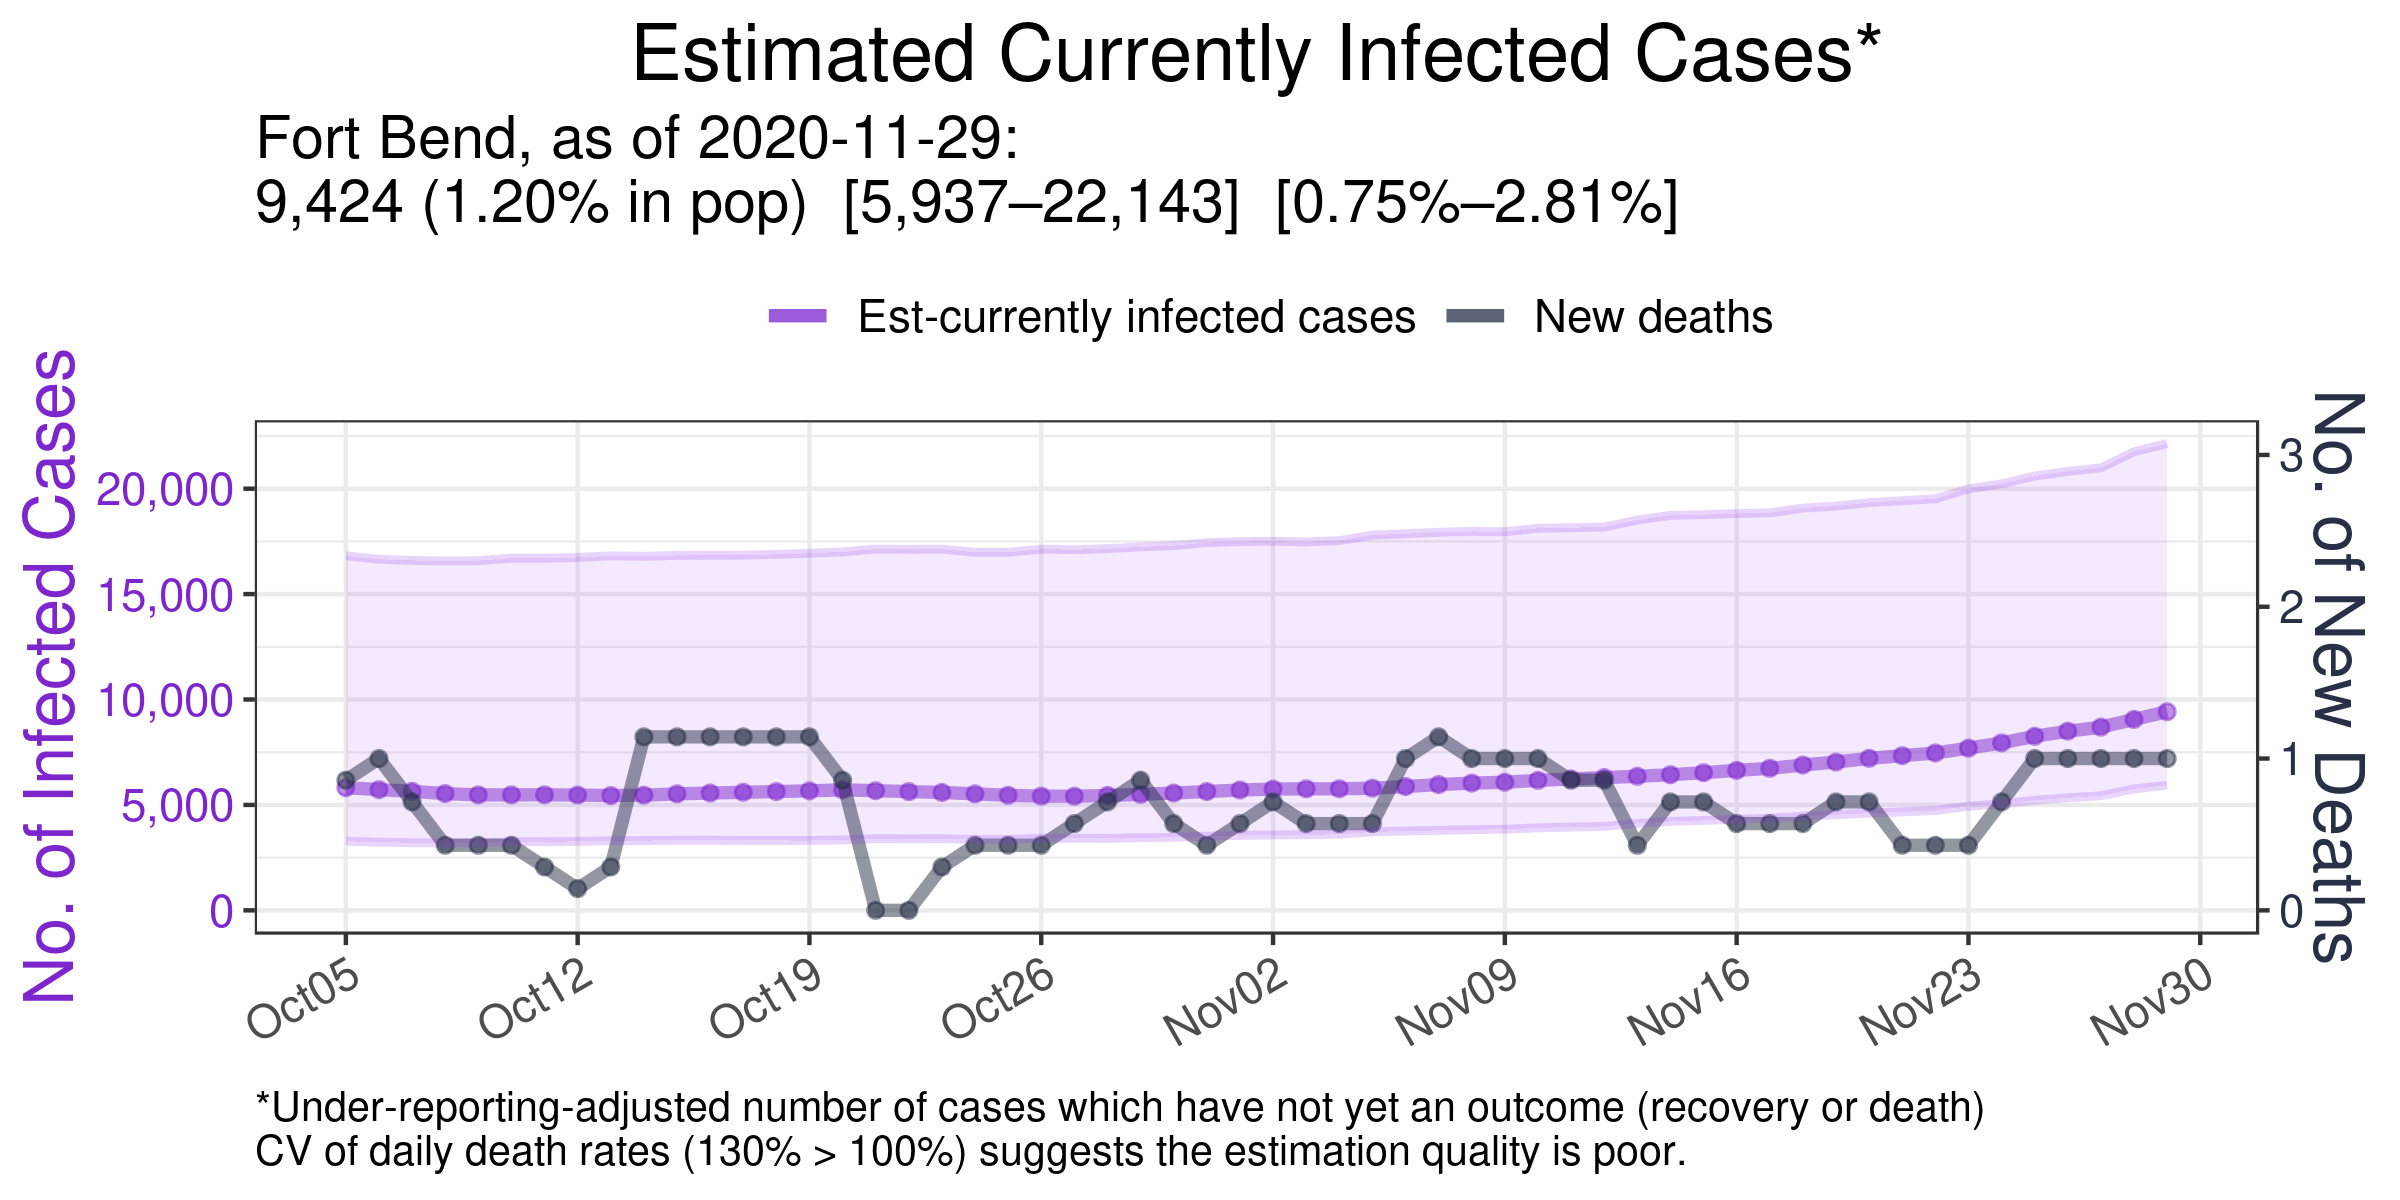 Estimated Currently Infected Cases*
Fort Bend, as of 2020-11-29:
9,424 (1.20% in pop)  [5,937–22,143]  [0.75%–2.81%]
Est-currently infected cases
New deaths
No. of Infected Cases
20,000
15,000
10,000
5,000
0
3
2
1
0
No. of New Deaths
Oct05
Oct12
Oct19
Oct26
Nov02
Nov09
Nov16
Nov23
Nov30
*Under-reporting-adjusted number of cases which have not yet an outcome (recovery or death)
CV of daily death rates (130% > 100%) suggests the estimation quality is poor.